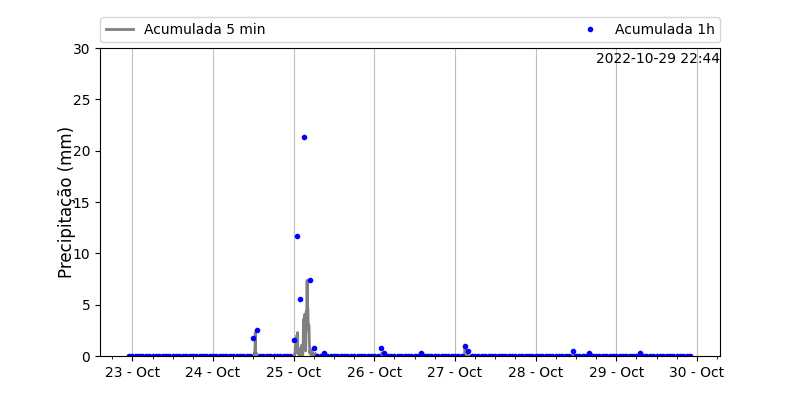 Acumulada 5 min
Acumulada 1h
2022-10-29 22:44
Precipitação (mm)
30
25
20
15
10
5
0
23 - Oct
24 - Oct
25 - Oct
26 - Oct
27 - Oct
28 - Oct
29 - Oct
30 - Oct